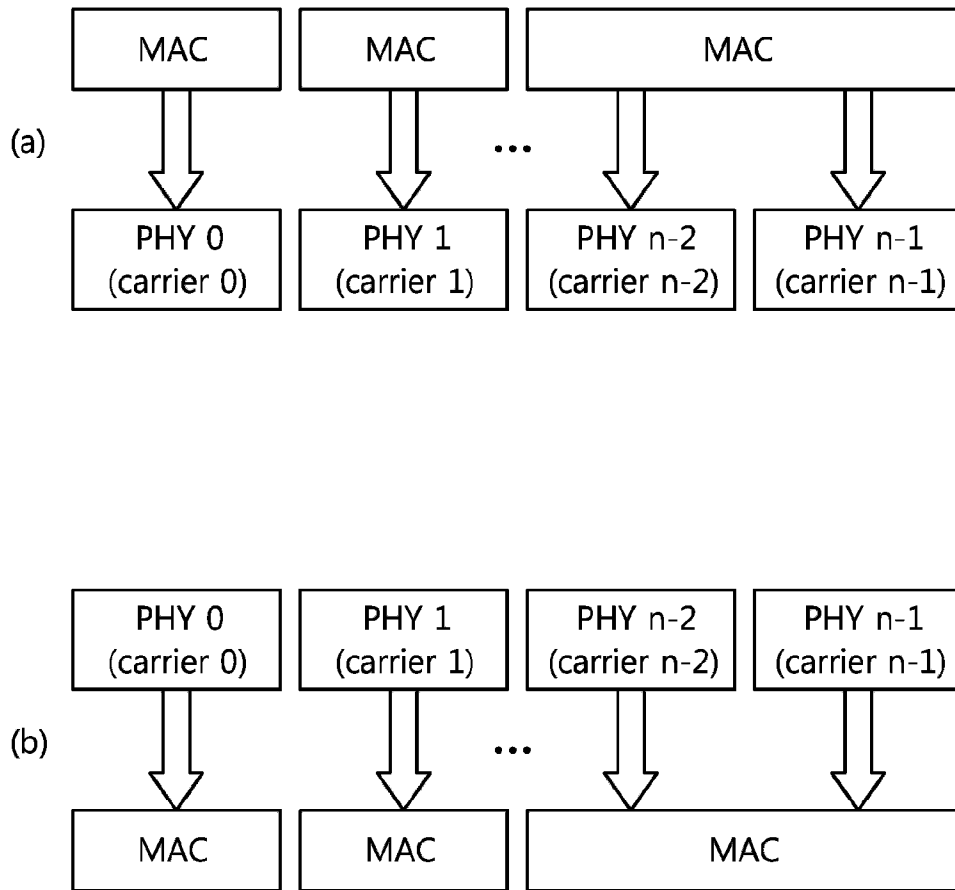 MAC MAC MAC
(a)
...
PHY 0 PHY 1 PHY n-2 PHY n-1
(carrier 0) (carrier 1) (carrier n-2) (carrier n-1)
PHY 0 PHY 1 PHY n-2 PHY n-1
(carrier 0) (carrier 1) (carrier n-2) (carrier n-1)
(b)
...
MAC MAC MAC